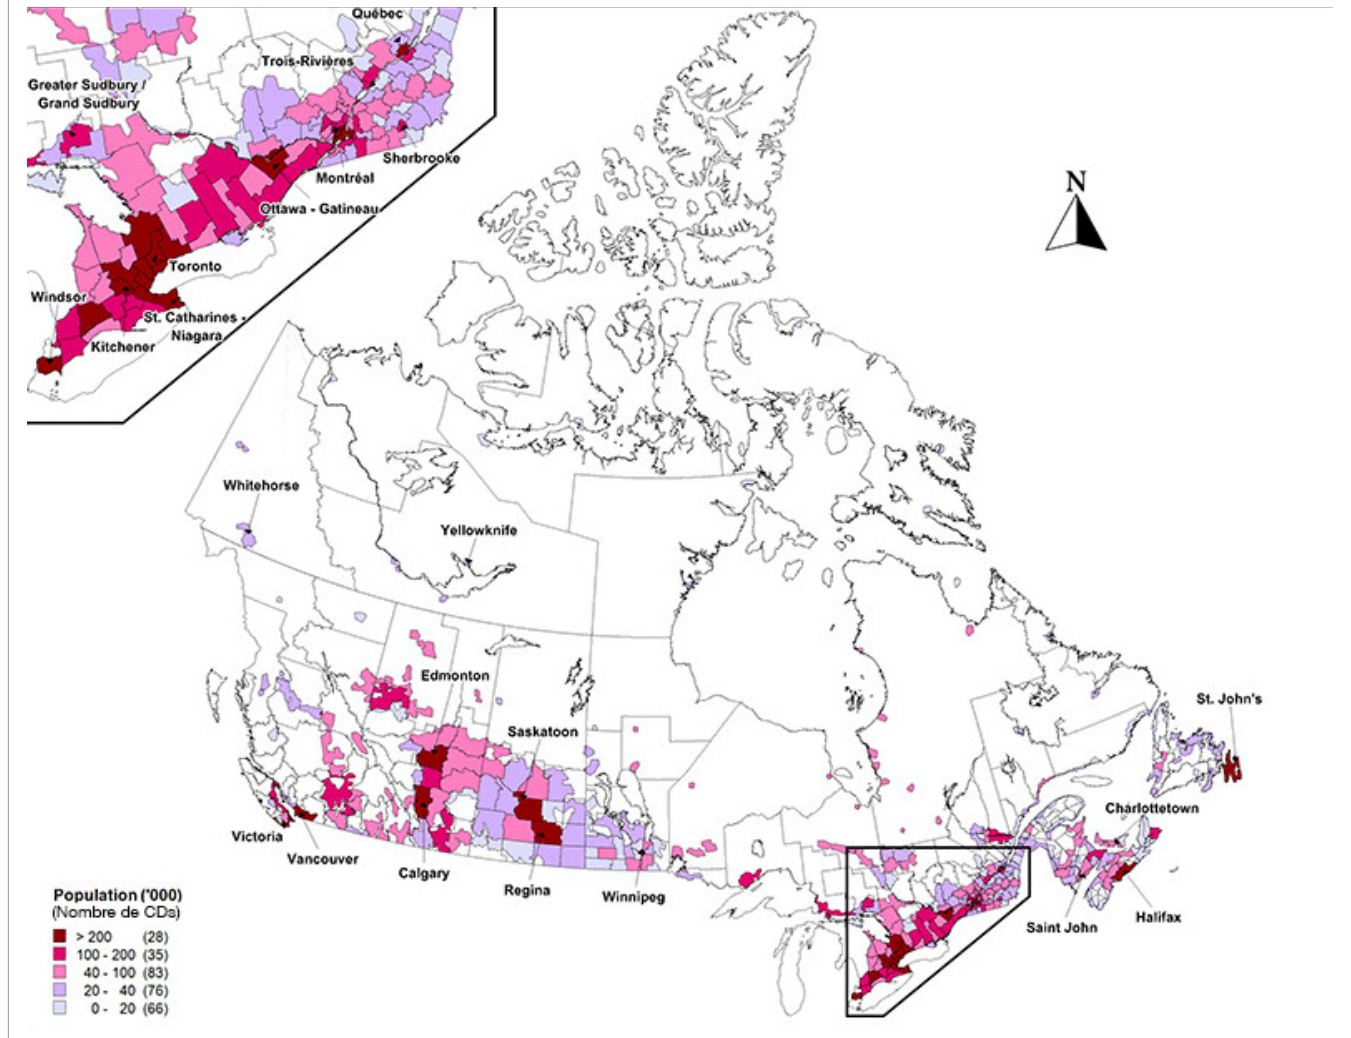 Québec
Trois-Rivières
Greater Sudbury /
Grand Sudbury
Sherbrooke
Montréal
Ottawa - Gatineau
Toronto
Windsor
St. Catharines -
Niagara
Kitchener
N
Whitehorse
Yellowknife
Edmonton
St. John's
Saskatoon
Charlottetown
Victoria
Vancouver
Calgary
Regina
Winnipeg
Halifax
Saint John
Population ('000)
(Nombre de CDs)
> 200 (28)
100 - 200 (35)
40 - 100 (83)
20 - 40 (76)
0 - 20 (66)